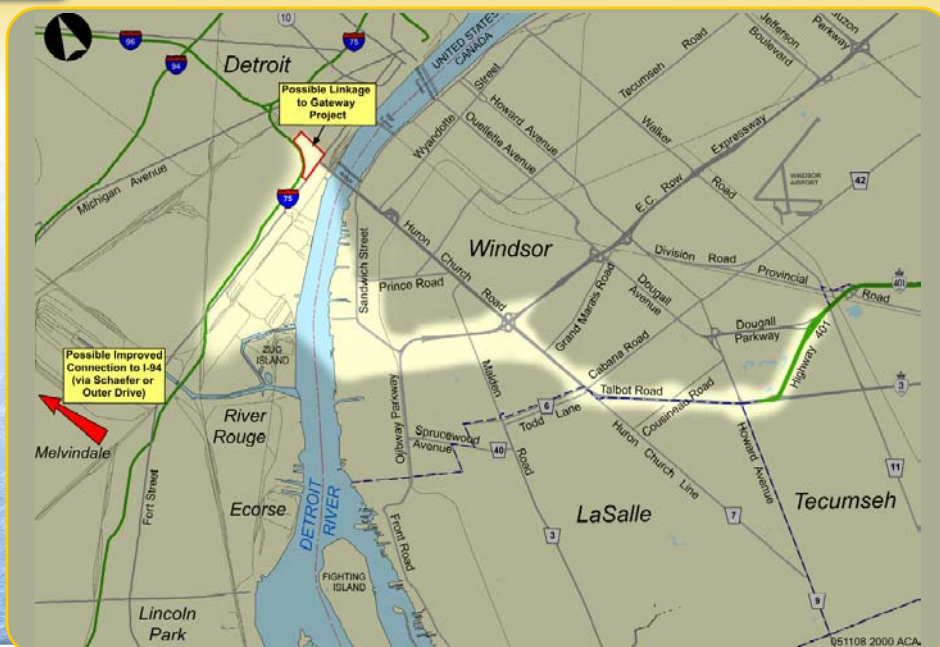 10
96
75
94
Detroit
UNITED STATES
CANADA
Possible Linkage
to Gateway
Project
Michigan Avenue
75
Wyandotte Street
Howard Avenue
Ouellette Avenue
Tecumseh Road
Jefferson
Boulevard
Parkway
Walker Road
E.C. Row Expressway
WINDSOR
AIRPORT
42
Huron Church Road
Windsor
Sandwich Street
Prince Road
Division Road
Provincial Road
401
Grand Marais Road
Dougall
Avenue
Dougall
Parkway
Highway 401
Cabana Road
Talbot Road
3
ZUG
ISLAND
Possible Improved
Connection to I-94
(via Schaefer or
Outer Drive)
Melvindale
River
Rouge
Ojibway Parkway
Malden Road
6
Todd Lane
Cousineau Road
Sprucewood
Avenue
40
Huron Church Line
Howard Avenue
11
Tecumseh
Fort Street
Ecorse
DETROIT
RIVER
LaSalle
7
Front Road
3
FIGHTING
ISLAND
9
Lincoln
Park
051108 2000 ACA